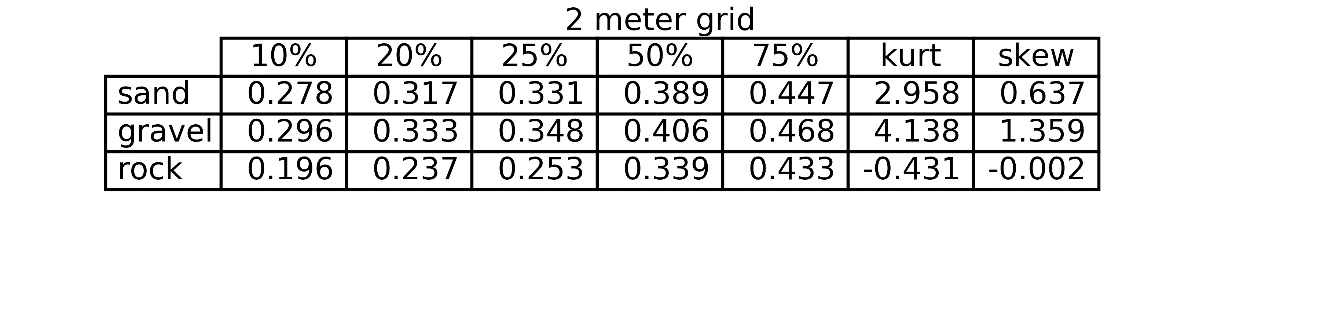 2 meter grid
10% 20% 25% 50% 75% kurt skew
sand 0.278 0.317 0.331 0.389 0.447 2.958 0.637
gravel 0.296 0.333 0.348 0.406 0.468 4.138 1.359
rock 0.196 0.237 0.253 0.339 0.433 -0.431 -0.002